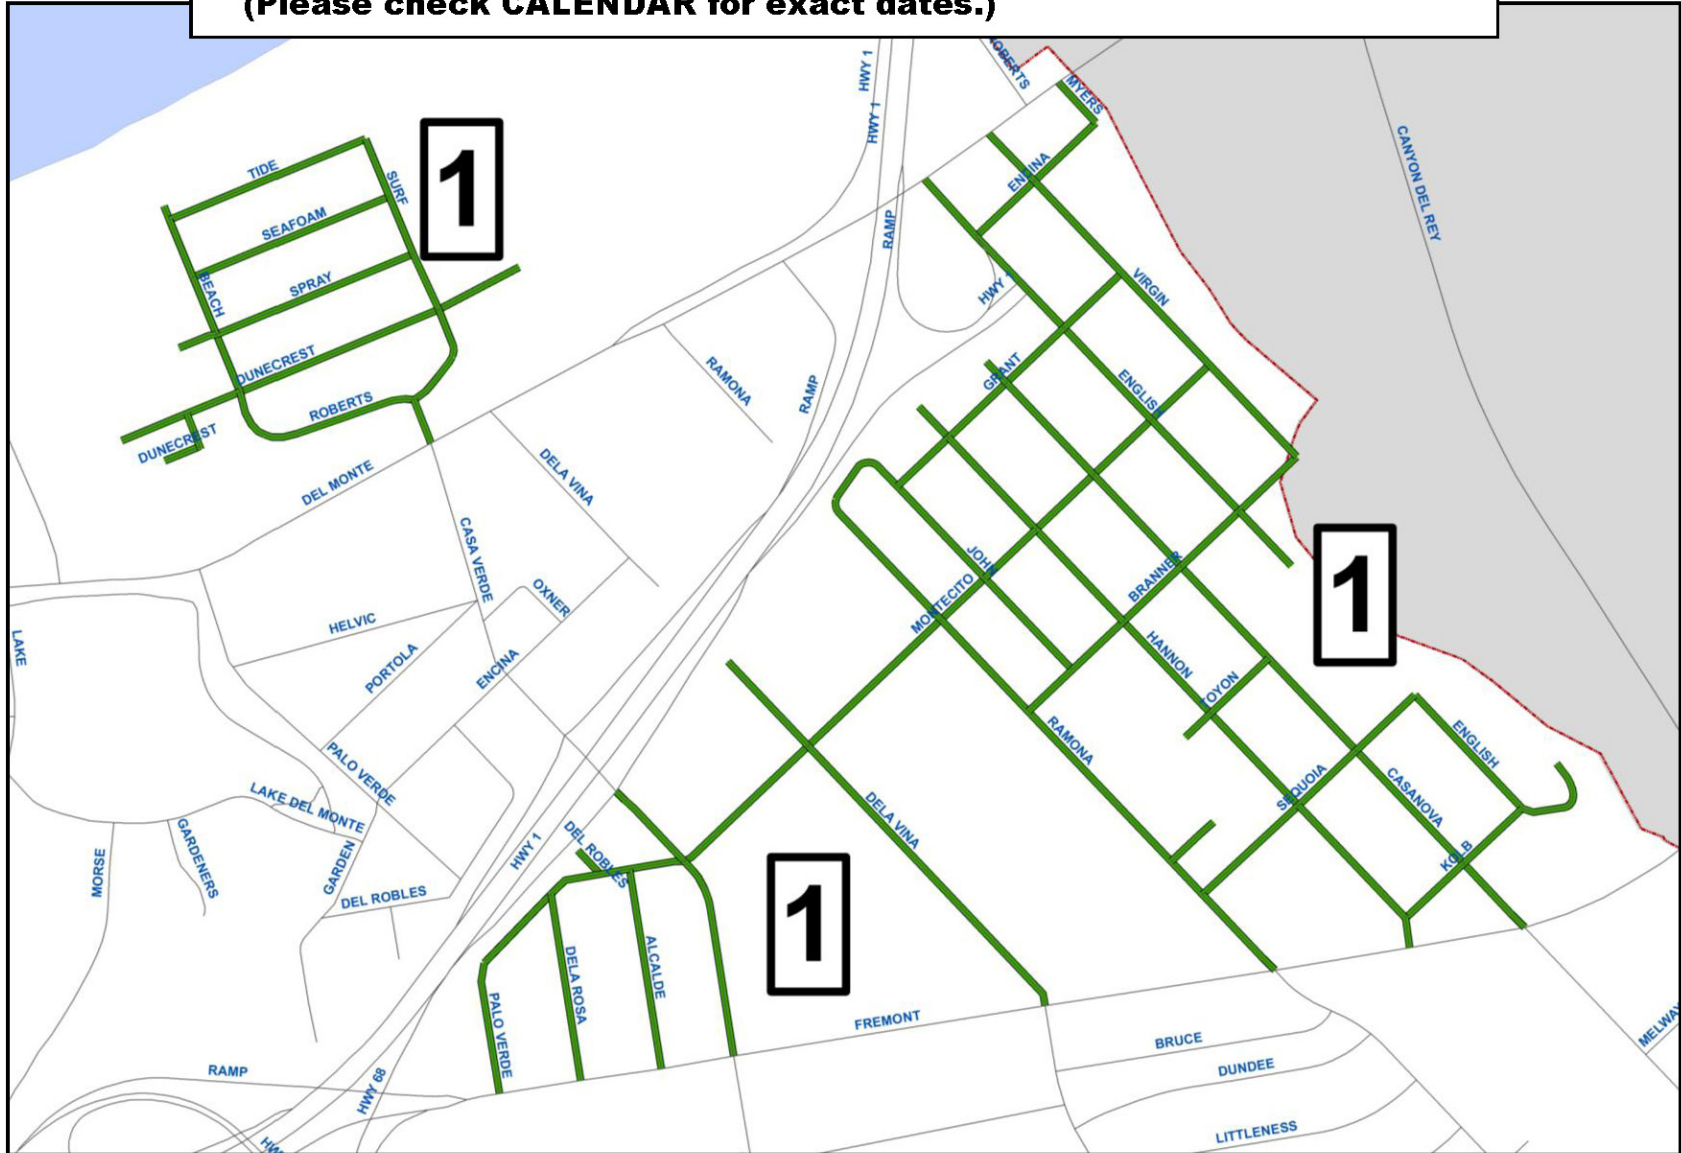 (Please check CALENDAR for exact dates.)
HWY 1
HWY 1
ROBERTS
MYERS
TIDE
SURF
1
ENCINA
CANYON DEL REY
SEAFOAM
RAMP
BEACH
SPRAY
HWY 1
VIRGIN
DUNECREST
ROBERTS
RAMONA
RAMP
GRANT
ENGLISH
DUNECREST
DEL MONTE
DELA VINA
CASA VERDE
OXNER
JOHN
MONTECITO
BRANNER
1
LAKE
HELVIC
PORTOLA
ENCINA
HANNON
TOYON
PALO VERDE
RAMONA
ENGLISH
LAKE DEL MONTE
DELA VINA
SEQUOIA
CASANOVA
GARDENERS
MORSE
GARDEN
HWY 1
DEL ROBLES
KOLB
DEL ROBLES
1
PALO VERDE
DELA ROSA
ALCALDE
FREMONT
BRUCE
DUNDEE
RAMP
HWY 68
LITTLENESS